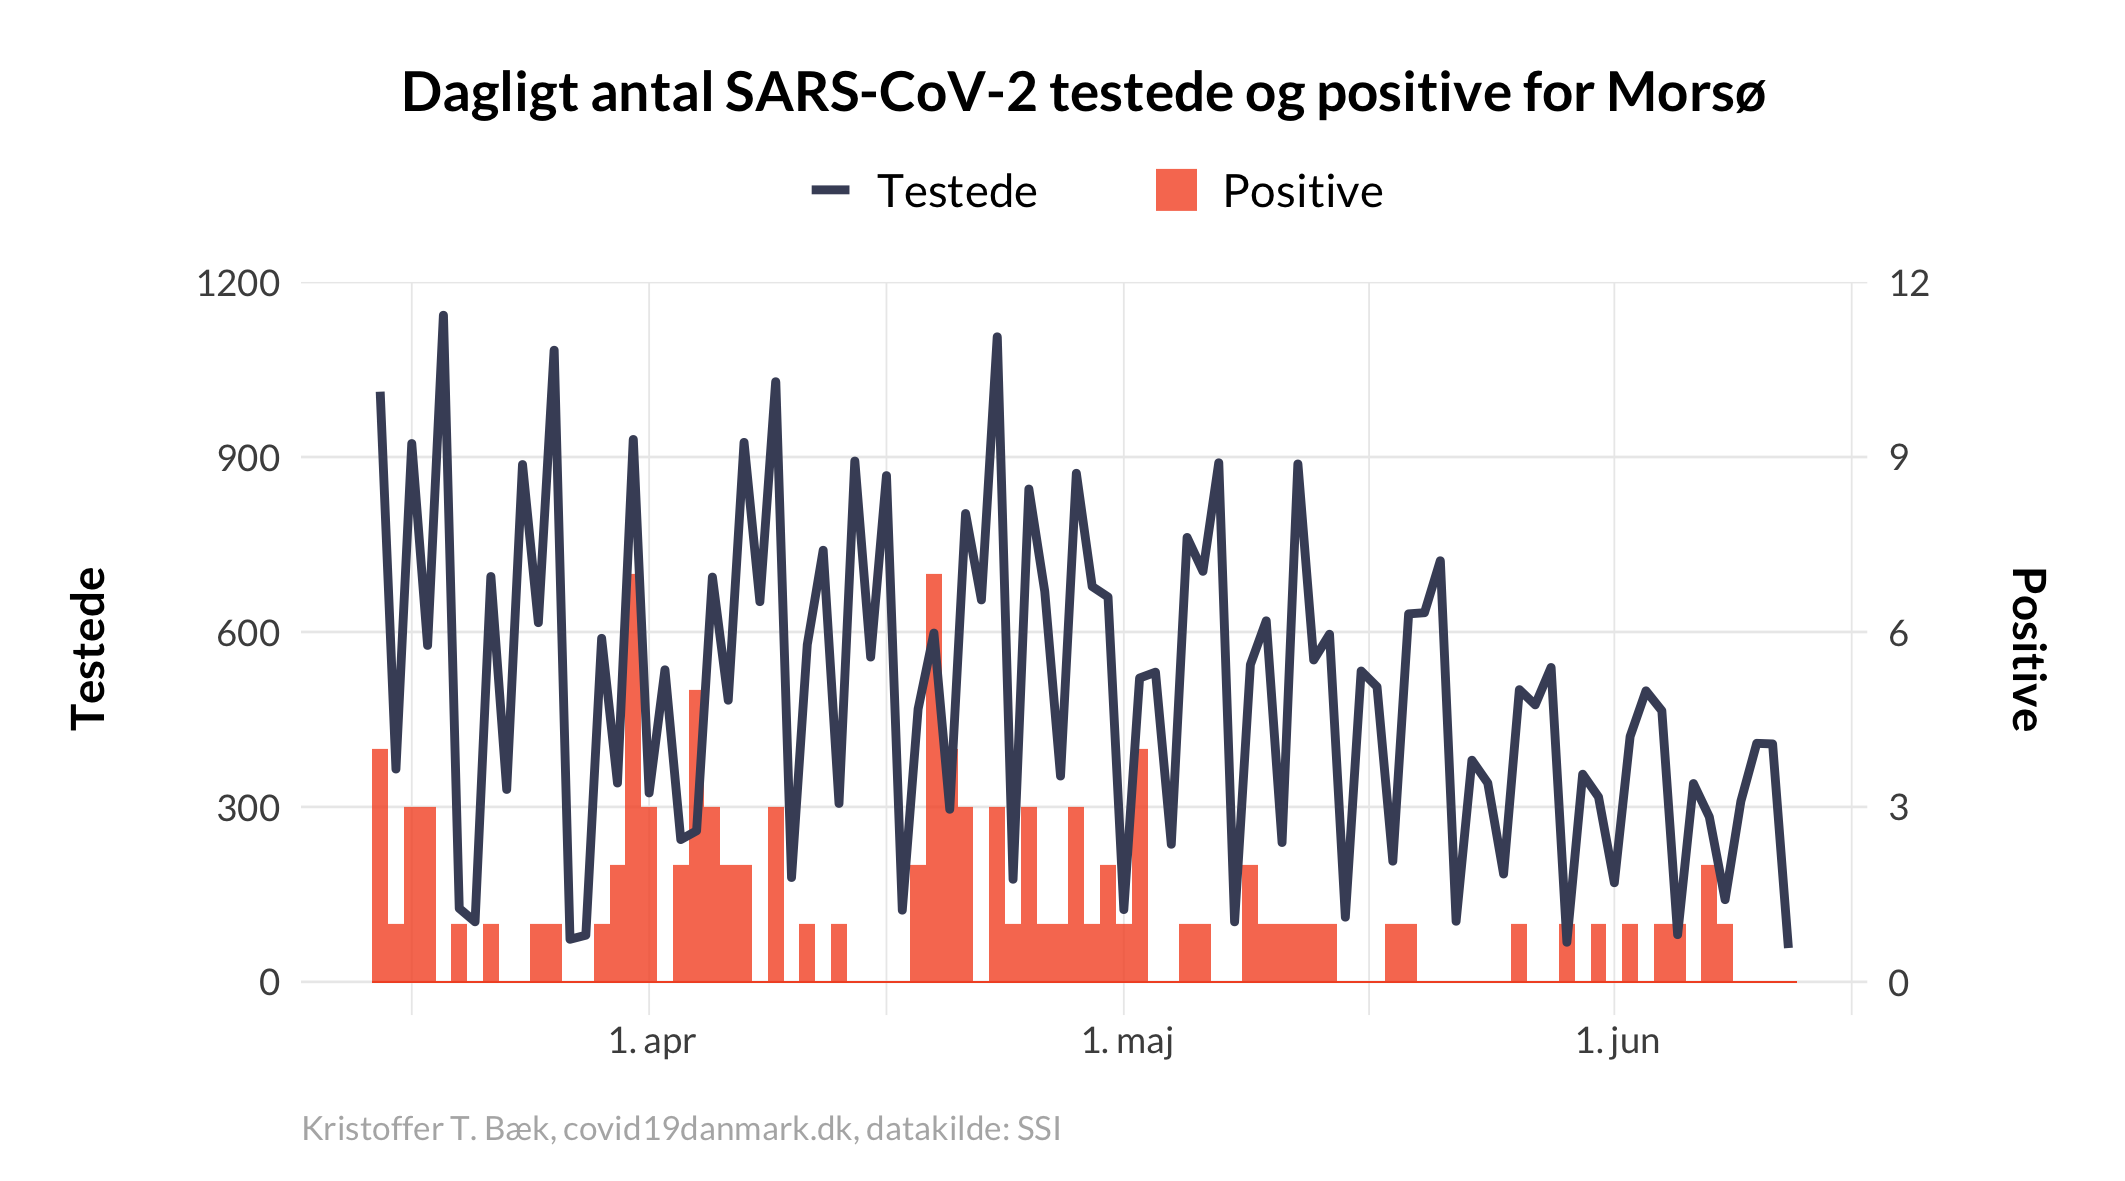 Dagligt antal SARS-CoV-2 testede og positive for Morsø
Testede
Positive
1200
900
600
300
0
12
9
6
3
0
Testede
Positive
1. apr
1. maj
1. jun
Kristoffer T. Bæk, covid19danmark.dk, datakilde: SSI